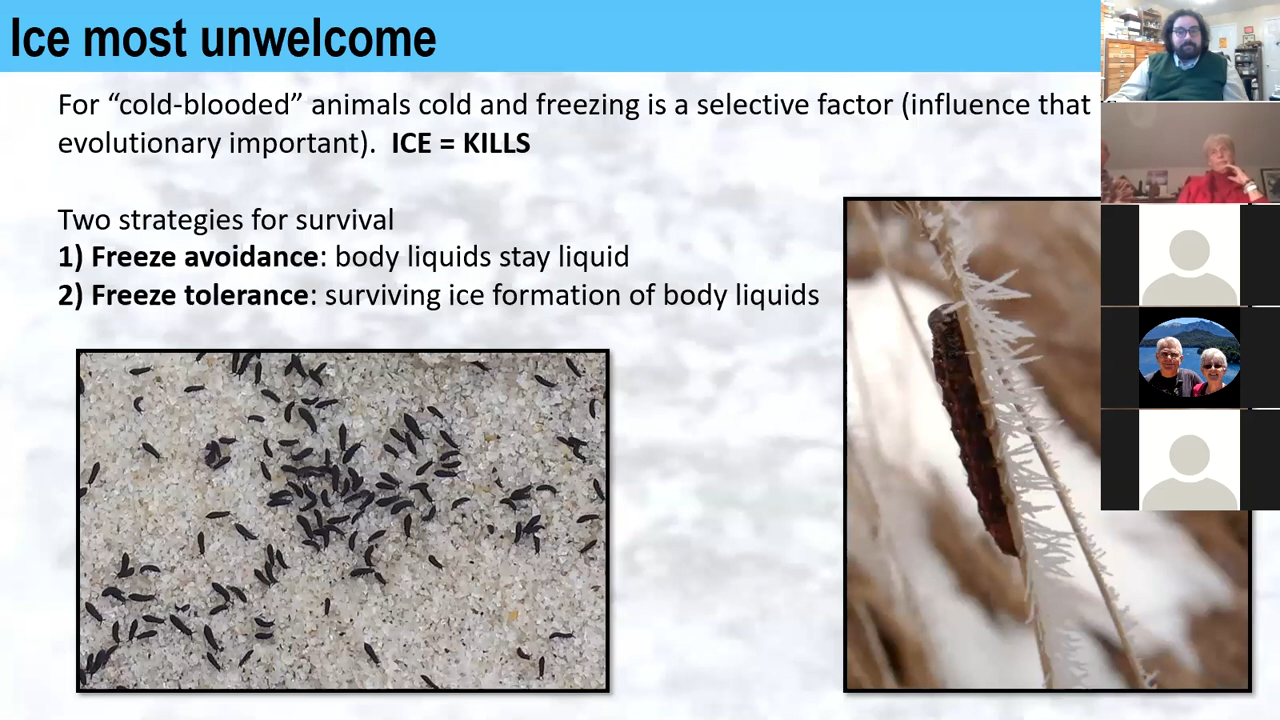 Ice most unwelcome
For “cold-blooded” animals cold and freezing is a selective factor (influence that
evolutionary important).  ICE = KILLS
Two strategies for survival
1) Freeze avoidance: body liquids stay liquid
2) Freeze tolerance: surviving ice formation of body liquids